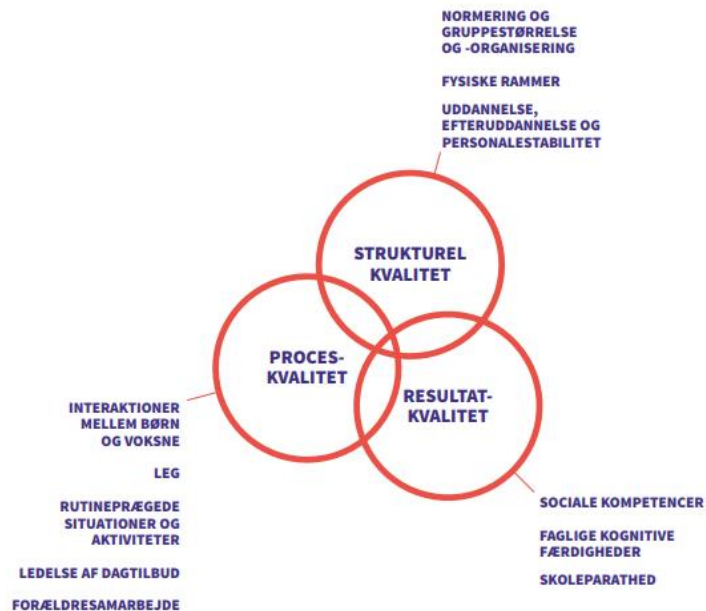 NORMERING OG
GRUPPESTØRRELSE
OG -ORGANISERING
FYSISKE RAMMER
UDDANNELSE,
EFTERUDDANNELSE OG
PERSONALESTABILITET
STRUKTUREL
KVALITET
PROCES-
KVALITET
RESULTAT-
KVALITET
INTERAKTIONER
MELLEM BØRN
OG VOKSNE
LEG
RUTINEPRÆGEDE
SITUATIONER OG
AKTIVITETER
LEDELSE AF DAGTILBUD
FORÆLDRESAMARBEJDE
SOCIALE KOMPETENCER
FAGLIGE KOGNITIVE
FÆRDIGHEDER
SKOLEPARATHED